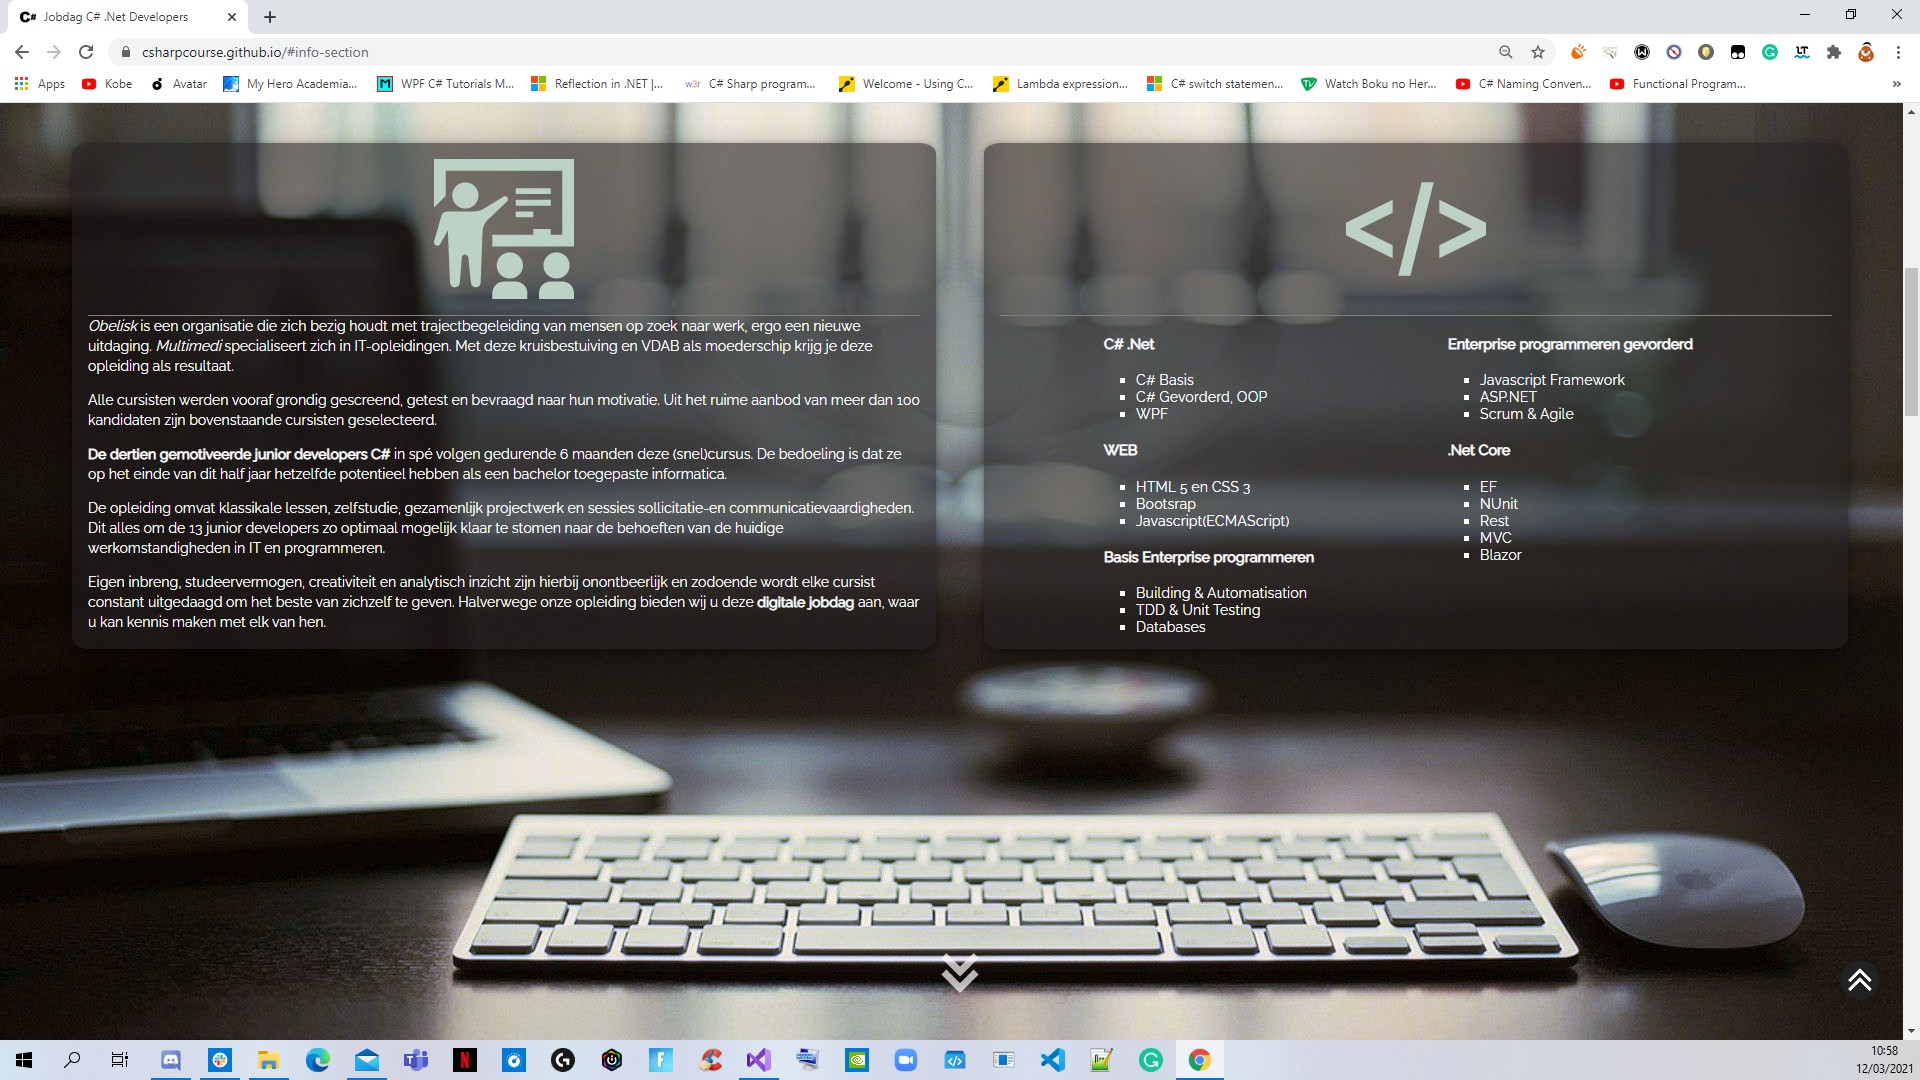 Jobdag C# .Net Developers
csharpcourse.github.io/#info-section
Apps
Kobe
Avatar
My Hero Academia...
WPF C# Tutorials M...
Reflection in .NET |...
C# Sharp program...
Welcome - Using C...
Lambda expression...
C# switch statemen...
Watch Boku no Her...
C# Naming Conven...
Functional Program...
Obelisk is een organisatie die zich bezig houdt met trajectbegeleiding van mensen op zoek naar werk, ergo een nieuwe
uitdaging. Multimedi specialiseert zich in IT-opleidingen. Met deze kruisbestuiving en VDAB als moederschip krijg je deze
opleiding als resultaat.
Alle cursisten werden vooraf grondig gescreend, getest en bevraagd naar hun motivatie. Uit het ruime aanbod van meer dan 100
kandidaten zijn bovenstaande cursisten geselecteerd.
De dertien gemotiveerde junior developers C# in spé volgen gedurende 6 maanden deze (snel)cursus. De bedoeling is dat ze
op het einde van dit half jaar hetzelfde potentieel hebben als een bachelor toegepaste informatica.
De opleiding omvat klassikale lessen, zelfstudie, gezamenlijk projectwerk en sessies sollicitatie-en communicatievaardigheden.
Dit alles om de 13 junior developers zo optimaal mogelijk klaar te stomen naar de behoeften van de huidige
werkomstandigheden in IT en programmeren.
Eigen inbreng, studeervermogen, creativiteit en analytisch inzicht zijn hierbij onontbeerlijk en zodoende wordt elke cursist
constant uitgedaagd om het beste van zichzelf te geven. Halverwege onze opleiding bieden wij u deze digitale jobdag aan, waar
u kan kennis maken met elk van hen.
</>
C# .Net
C# Basis
C# Gevorderd, OOP
WPF
WEB
HTML 5 en CSS 3
Bootsrap
Javascript(ECMAScript)
Basis Enterprise programmeren
Building & Automatisation
TDD & Unit Testing
Databases
Enterprise programmeren gevorderd
Javascript Framework
ASP.NET
Scrum & Agile
.Net Core
EF
NUnit
Rest
MVC
Blazor
10:58
12/03/2021